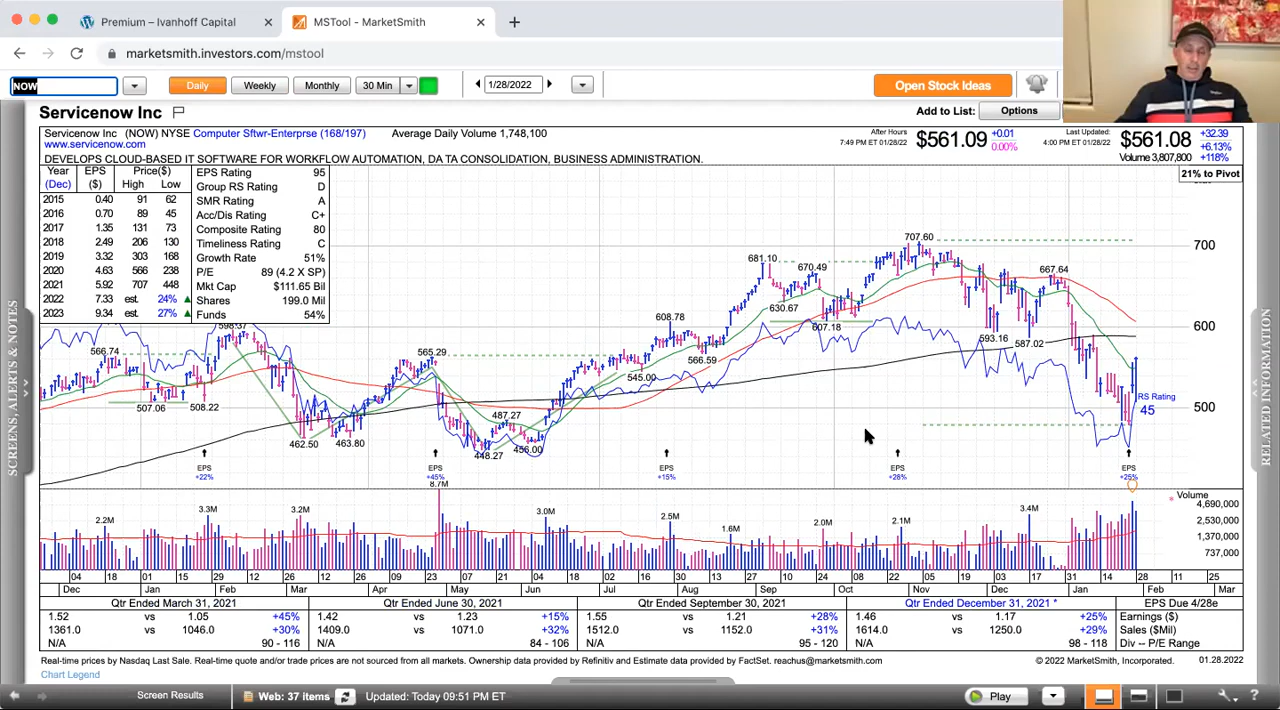 Premium – Ivanhoff Capital
MSTool - MarketSmith
marketsmith.investors.com/mstool
NOW
Daily
Weekly
Monthly
30 Min
1/28/2022
Open Stock Ideas
Servicenow Inc
Add to List:
Options
Servicenow Inc (NOW) NYSE Computer Sftwr-Enterprse (168/197) Average Daily Volume 1,748,100
www.servicenow.com
DEVELOPS CLOUD-BASED IT SOFTWARE FOR WORKFLOW AUTOMATION, DA TA CONSOLIDATION, BUSINESS ADMINISTRATION.
After Hours
7:49 PM ET 01/28/22
$561.09
+0.01
0.00%
Last Updated:
4:00 PM ET 01/28/22
$561.08
+32.39
+6.13%
Volume 3,807,800
+118%
21% to Pivot
Year EPS Price($)
(Dec) ($) High Low
2015 0.40 91 62
2016 0.70 89 45
2017 1.35 131 73
2018 2.49 206 130
2019 3.32 303 168
2020 4.63 566 238
2021 5.92 707 448
2022 7.33 est. 24%
2023 9.34 est. 27%
EPS Rating 95
Group RS Rating D
SMR Rating A
Acc/Dis Rating C+
Composite Rating 80
Timeliness Rating C
Growth Rate 51%
P/E 89 (4.2 X SP)
Mkt Cap $111.65 Bil
Shares 199.0 Mil
Funds 54%
700
600
500
707.60
681.10
670.49
667.64
630.67
607.18
608.78
598.37
593.16
587.02
566.74
565.29
566.59
545.00
507.06
508.22
487.27
462.50
463.80
448.27
456.00
RS Rating
45
EPS
+22%
EPS
+45%
EPS
+15%
EPS
+28%
EPS
+25%
8.7M
2.2M
3.3M
3.2M
3.0M
2.5M
1.6M
2.0M
2.1M
3.4M
Volume
4,690,000
2,530,000
1,370,000
737,000
04 18 01 15 29 12 26 12 26 09 23 07 21 04 18 02 16 30 13 27 10 24 08 22 05 19 03 17 31 14 28 11 25
Dec Jan Feb Mar Apr May Jun Jul Aug Sep Oct Nov Dec Jan Feb Mar
Qtr Ended March 31, 2021
Qtr Ended June 30, 2021
Qtr Ended September 30, 2021
Qtr Ended December 31, 2021 *
EPS Due 4/28e
1.52 vs 1.05 +45%
1.42 vs 1.23 +15%
1.55 vs 1.21 +28%
1.46 vs 1.17 +25%
Earnings ($)
1361.0 vs 1046.0 +30%
1409.0 vs 1071.0 +32%
1512.0 vs 1152.0 +31%
1614.0 vs 1250.0 +29%
Sales ($Mil)
N/A 90 - 116
N/A 84 - 106
N/A 95 - 120
N/A 98 - 118
Div -- P/E Range
Real-time prices by Nasdaq Last Sale. Real-time quote and/or trade prices are not sourced from all markets. Ownership data provided by Refinitiv and Estimate data provided by FactSet. reachus@marketsmith.com
© 2022 MarketSmith, Incorporated.
01.28.2022
Chart Legend
SCREENS, ALERTS & NOTES
RELATED INFORMATION
Screen Results
Web: 37 items
Updated: Today 09:51 PM ET
Play